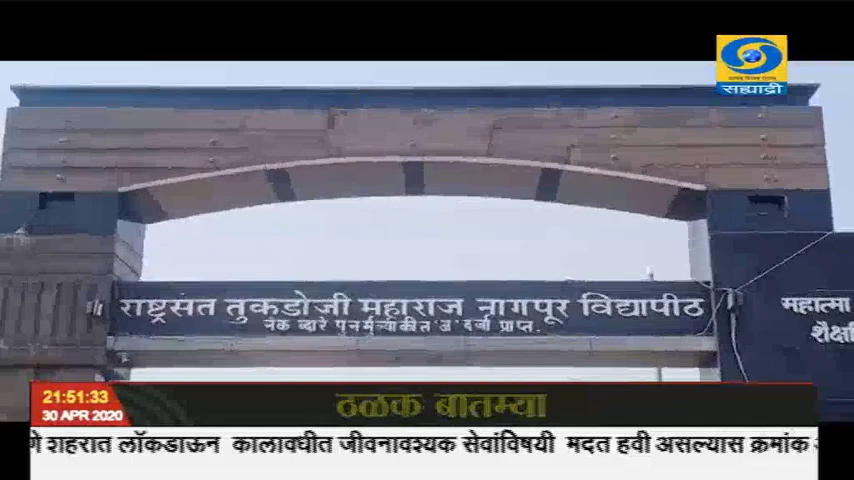 सह्याद्री
राष्ट्रसंत तुकडोजी महाराज नागपूर विद्यापीठ
नॅक व्दारे पुनर्मूल्यांकीत 'अ' दर्जा प्राप्त.
महात्मा
शैक्षि
21:51:33
30 APR 2020
ठळक बातम्या
णे शहरात लॉकडाऊन कालावधीत जीवनावश्यक सेवांविषयी मदत हवी असल्यास क्रमांक